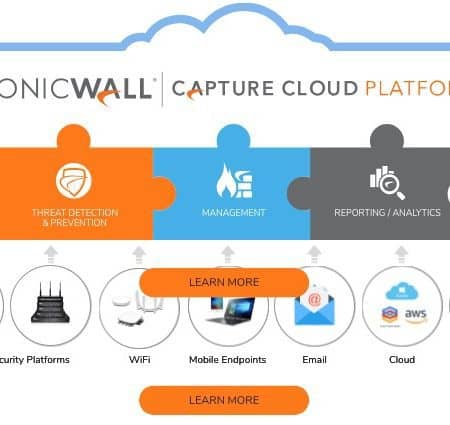 ONICWALL® | CAPTURE CLOUD PLATFOR
THREAT DETECTION
& PREVENTION
MANAGEMENT
REPORTING / ANALYTICS
LEARN MORE
curity Platforms
WiFi
Mobile Endpoints
Email
aws
Cloud
LEARN MORE